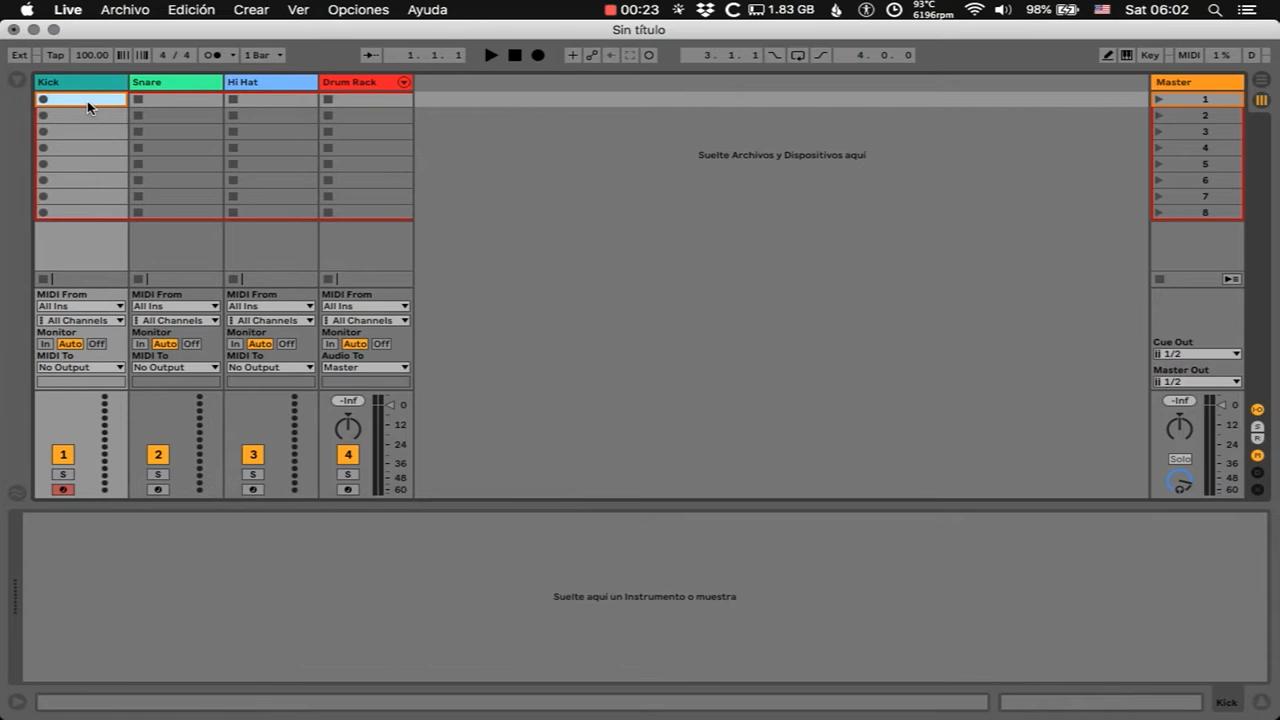 Live Archivo Edición Crear Ver Opciones Ayuda 00:23 1.83 GB 93°C 6196rpm 98% Sat 06:02
Sin título
Ext Tap 100.00 4 / 4 1 Bar 1. 1. 1 3. 1. 1 4. 0. 0 Key MIDI 1 % D
Kick Snare Hi Hat Drum Rack Master
1
2
3
4
5
6
7
8
Suelte Archivos y Dispositivos aquí
MIDI From MIDI From MIDI From MIDI From
All Ins All Ins All Ins All Ins
All Channels All Channels All Channels All Channels
Monitor Monitor Monitor Monitor
In Auto Off In Auto Off In Auto Off In Auto Off
MIDI To MIDI To MIDI To Audio To
No Output No Output No Output Master
Cue Out
1/2
Master Out
1/2
-Inf 0 -Inf 0
12 12
24 24
1 2 3 4 36 Solo 36
S S S S 48 48
60 60
S
R
M
D
Suelte aquí un Instrumento o muestra
Kick